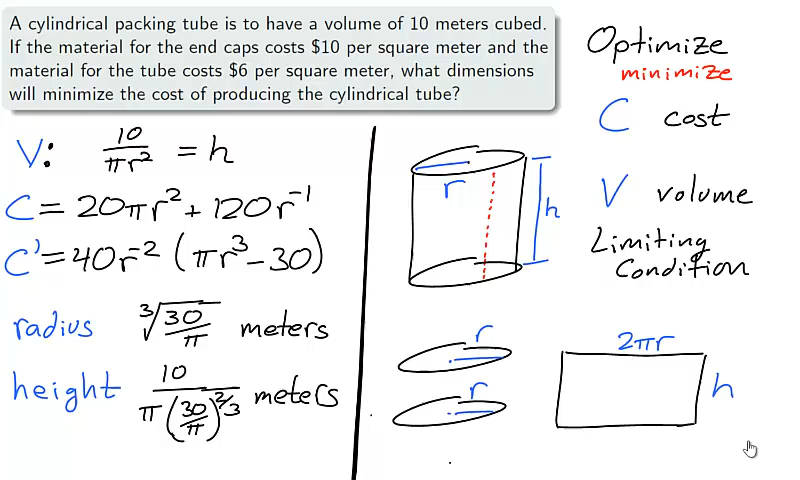 A cylindrical packing tube is to have a volume of 10 meters cubed.
If the material for the end caps costs $10 per square meter and the
material for the tube costs $6 per square meter, what dimensions
will minimize the cost of producing the cylindrical tube?
V: 10/πr² = h
C = 20πr² + 120r⁻¹
C' = 40r⁻² (πr³ - 30)
radius ³√(30/π) meters
height 10/(π(30/π)^(2/3)) meters
r
h
r
r
2πr
h
Optimize
minimize
C cost
V volume
Limiting
Condition